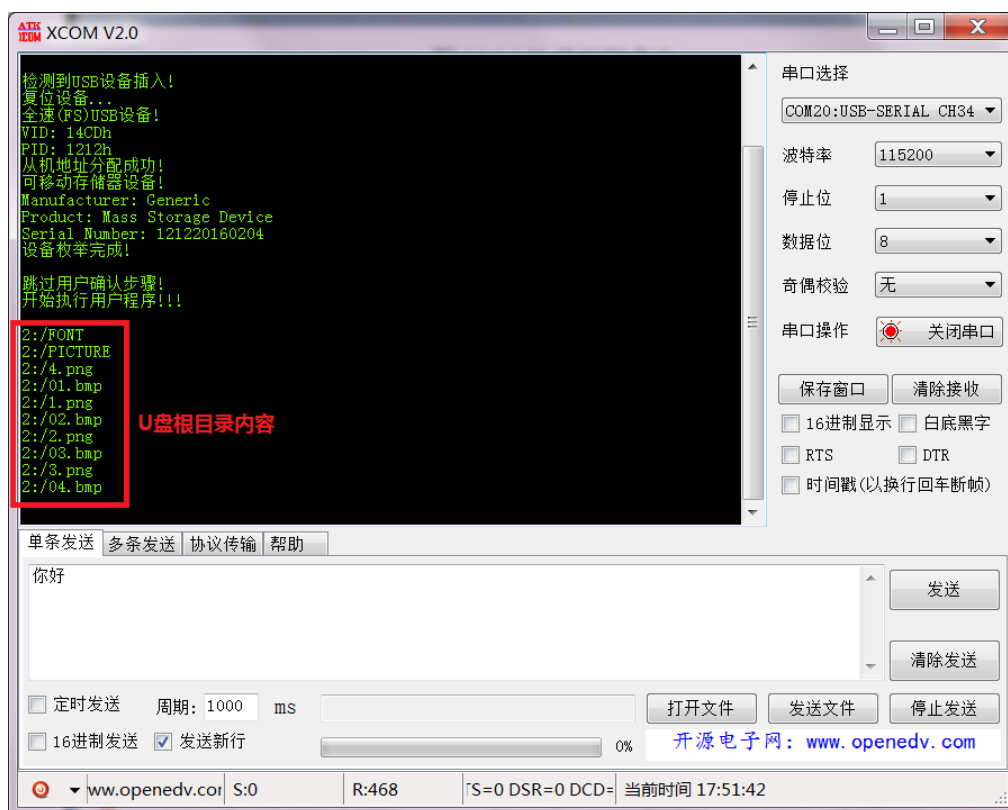 XCOM V2.0
检测到USB设备插入!
复位设备...
全速(FS)USB设备!
VID: 14CDh
PID: 1212h
从机地址分配成功!
可移动存储器设备!
Manufacturer: Generic
Product: Mass Storage Device
Serial Number: 121220160204
设备枚举完成!
跳过用户确认步骤!
开始执行用户程序!!!
2:/FONT
2:/PICTURE
2:/4.png
2:/01.bmp
2:/1.png
2:/02.bmp
2:/2.png
2:/03.bmp
2:/3.png
2:/04.bmp
U盘根目录内容
串口选择
COM20:USB-SERIAL CH34
波特率 115200
停止位 1
数据位 8
奇偶校验 无
串口操作 关闭串口
保存窗口 清除接收
16进制显示 白底黑字
RTS DTR
时间戳(以换行回车断帧)
单条发送 多条发送 协议传输 帮助
你好
发送
清除发送
定时发送 周期: 1000 ms 打开文件 发送文件 停止发送
16进制发送 发送新行 0% 开源电子网: www.openedv.com
ww.openedv.cor S:0 R:468 TS=0 DSR=0 DCD= 当前时间 17:51:42